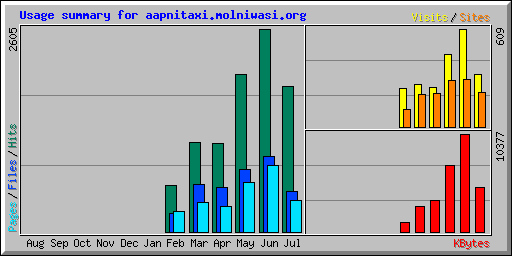 Usage summary for aapnitaxi.molniwasi.org
Visits/Sites
2605
609
Pages/Files/Hits
10377
Aug Sep Oct Nov Dec Jan Feb Mar Apr May Jun Jul
KBytes